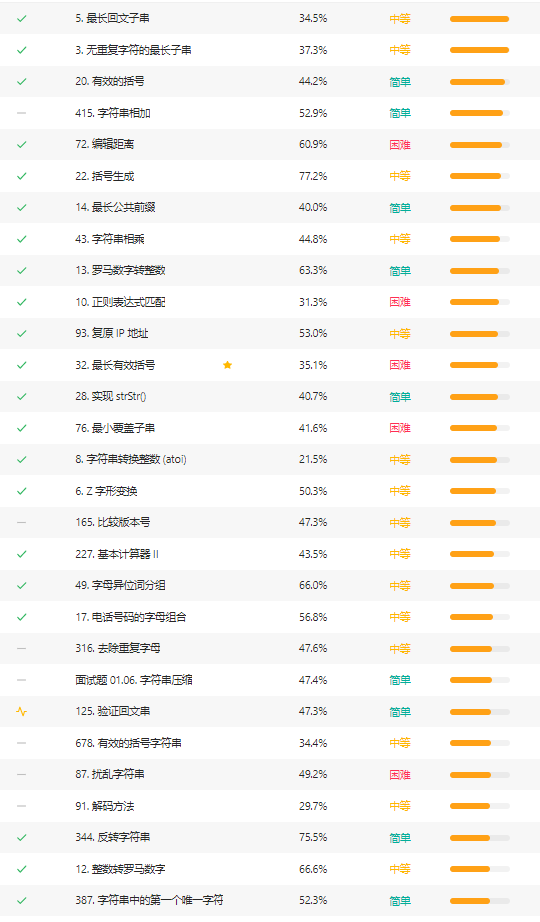 5. 最长回文子串 34.5% 中等
3. 无重复字符的最长子串 37.3% 中等
20. 有效的括号 44.2% 简单
415. 字符串相加 52.9% 简单
72. 编辑距离 60.9% 困难
22. 括号生成 77.2% 中等
14. 最长公共前缀 40.0% 简单
43. 字符串相乘 44.8% 中等
13. 罗马数字转整数 63.3% 简单
10. 正则表达式匹配 31.3% 困难
93. 复原 IP 地址 53.0% 中等
32. 最长有效括号 35.1% 困难
28. 实现 strStr() 40.7% 简单
76. 最小覆盖子串 41.6% 困难
8. 字符串转换整数 (atoi) 21.5% 中等
6. Z 字形变换 50.3% 中等
165. 比较版本号 47.3% 中等
227. 基本计算器 II 43.5% 中等
49. 字母异位词分组 66.0% 中等
17. 电话号码的字母组合 56.8% 中等
316. 去除重复字母 47.6% 中等
面试题 01.06. 字符串压缩 47.4% 简单
125. 验证回文串 47.3% 简单
678. 有效的括号字符串 34.4% 中等
87. 扰乱字符串 49.2% 困难
91. 解码方法 29.7% 中等
344. 反转字符串 75.5% 简单
12. 整数转罗马数字 66.6% 中等
387. 字符串中的第一个唯一字符 52.3% 简单